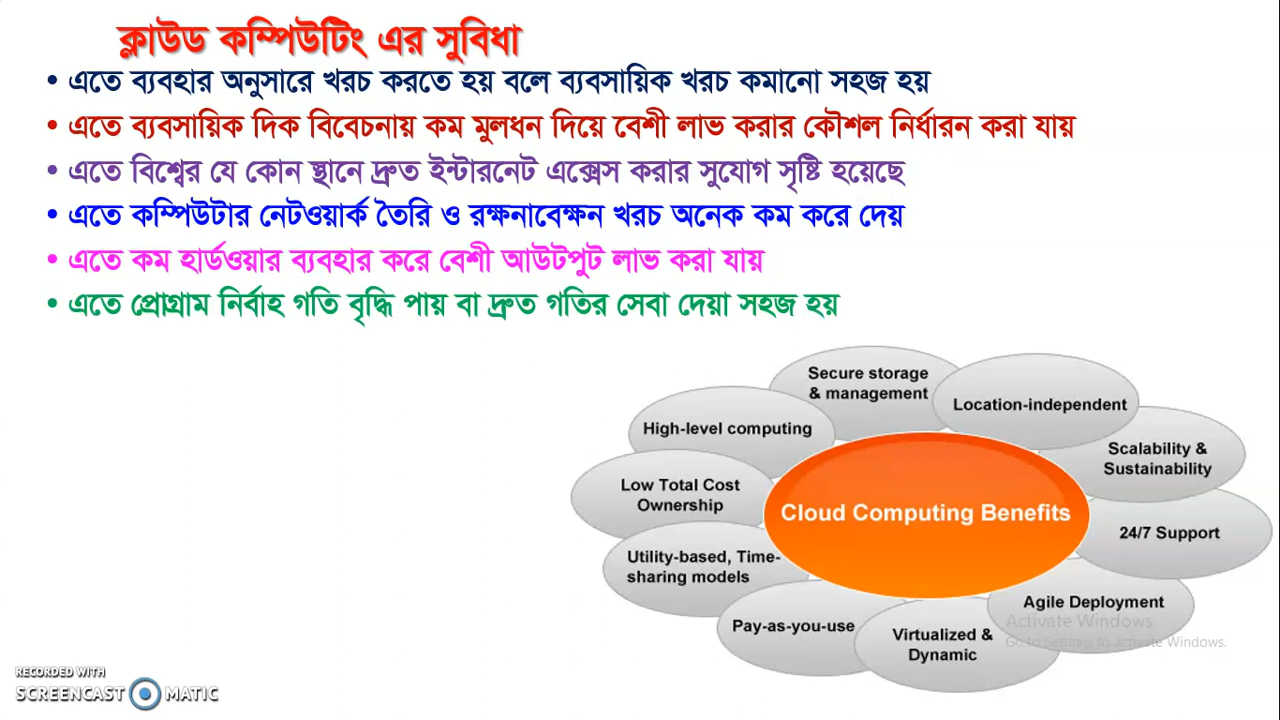 ক্লাউড কম্পিউটিং এর সুবিধা
• এতে ব্যবহার অনুসারে খরচ করতে হয় বলে ব্যবসায়িক খরচ কমানো সহজ হয়
• এতে ব্যবসায়িক দিক বিবেচনায় কম মুলধন দিয়ে বেশী লাভ করার কৌশল নির্ধারন করা যায়
• এতে বিশ্বের যে কোন স্থানে দ্রুত ইন্টারনেট এক্সেস করার সুযোগ সৃষ্টি হয়েছে
• এতে কম্পিউটার নেটওয়ার্ক তৈরি ও রক্ষনাবেক্ষন খরচ অনেক কম করে দেয়
• এতে কম হার্ডওয়ার ব্যবহার করে বেশী আউটপুট লাভ করা যায়
• এতে প্রোগ্রাম নির্বাহ গতি বৃদ্ধি পায় বা দ্রুত গতির সেবা দেয়া সহজ হয়
Secure storage
& management
Location-independent
High-level computing
Scalability &
Sustainability
Low Total Cost
Ownership
Cloud Computing Benefits
24/7 Support
Utility-based, Time-
sharing models
Agile Deployment
Pay-as-you-use
Virtualized &
Dynamic
Activate Windows
Go to Settings to activate Windows.
RECORDED WITH
SCREENCAST MATIC